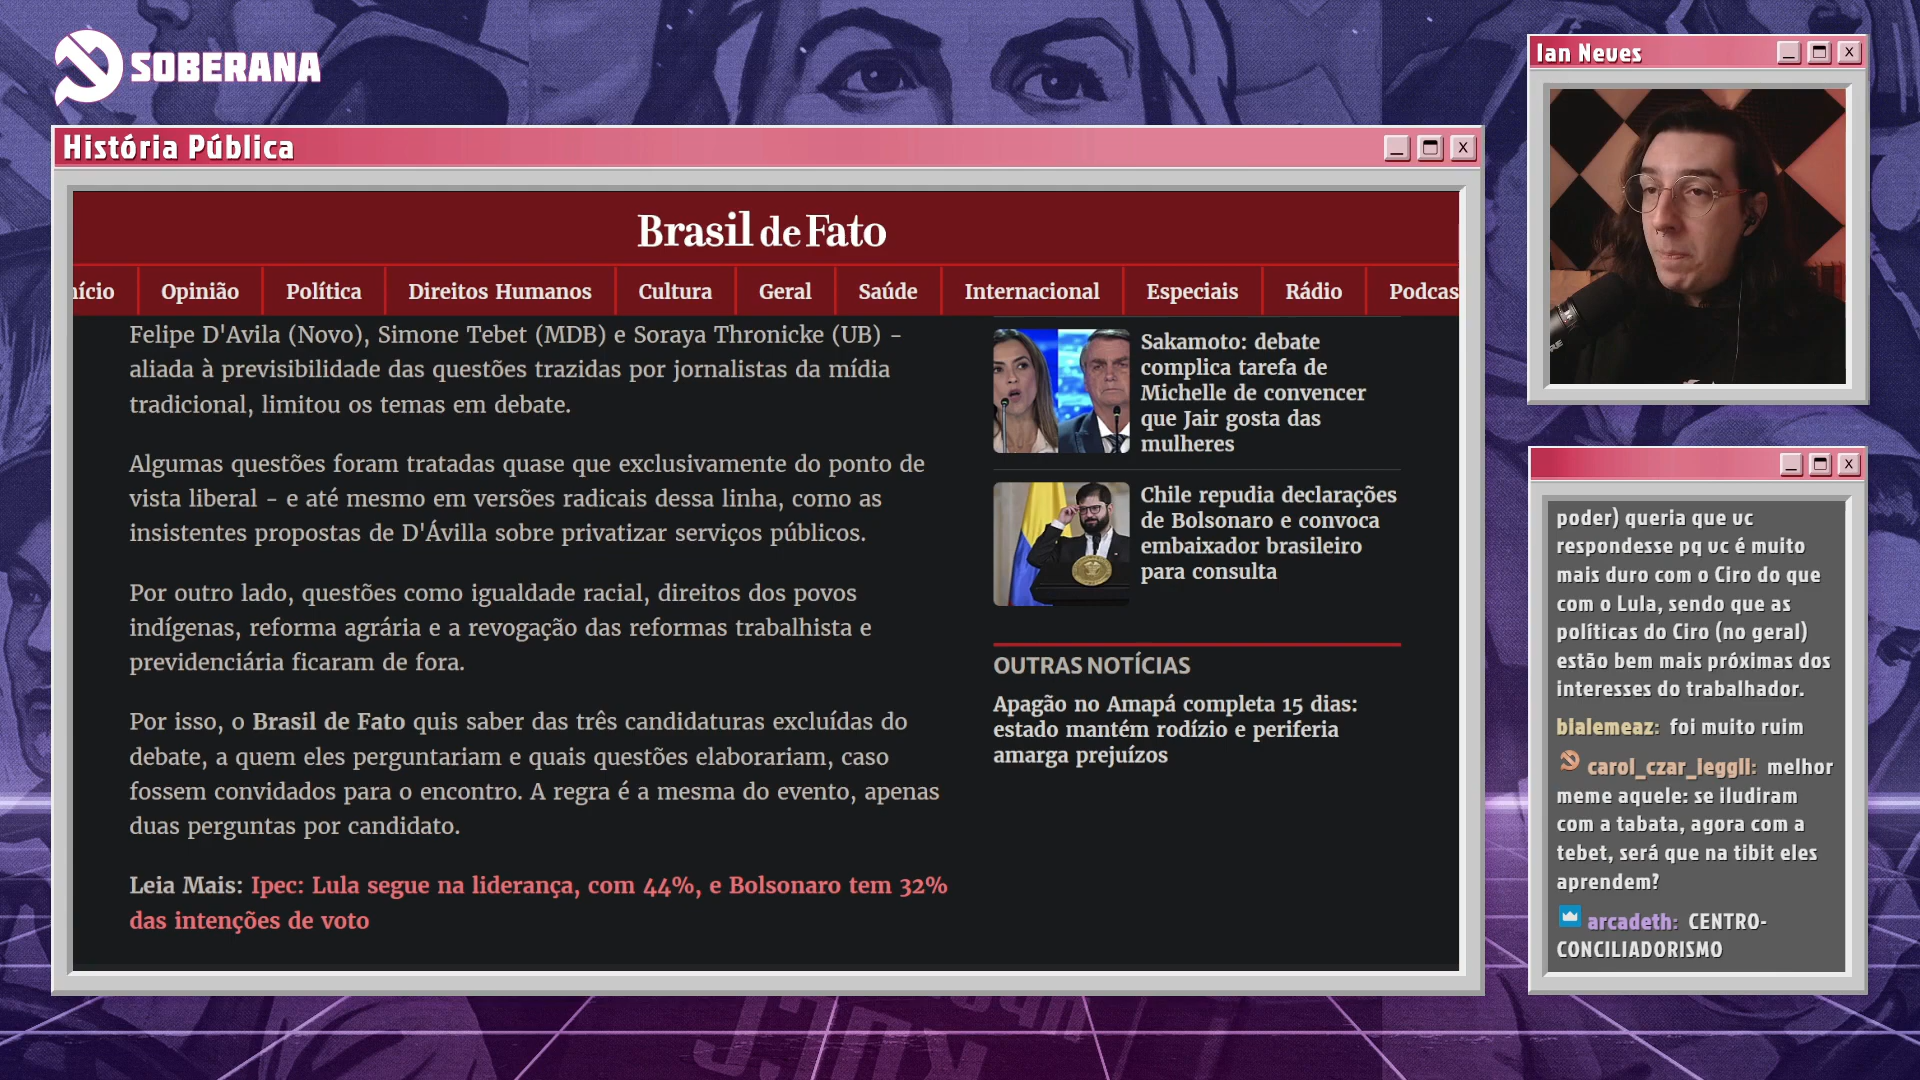 SOBERANA
História Pública
Brasil de Fato
ício
Opinião
Política
Direitos Humanos
Cultura
Geral
Saúde
Internacional
Especiais
Rádio
Podcas
Felipe D'Avila (Novo), Simone Tebet (MDB) e Soraya Thronicke (UB) -
aliada à previsibilidade das questões trazidas por jornalistas da mídia
tradicional, limitou os temas em debate.
Algumas questões foram tratadas quase que exclusivamente do ponto de
vista liberal - e até mesmo em versões radicais dessa linha, como as
insistentes propostas de D'Ávilla sobre privatizar serviços públicos.
Por outro lado, questões como igualdade racial, direitos dos povos
indígenas, reforma agrária e a revogação das reformas trabalhista e
previdenciária ficaram de fora.
Por isso, o Brasil de Fato quis saber das três candidaturas excluídas do
debate, a quem eles perguntariam e quais questões elaborariam, caso
fossem convidados para o encontro. A regra é a mesma do evento, apenas
duas perguntas por candidato.
Leia Mais: Ipec: Lula segue na liderança, com 44%, e Bolsonaro tem 32%
das intenções de voto
Sakamoto: debate
complica tarefa de
Michelle de convencer
que Jair gosta das
mulheres
Chile repudia declarações
de Bolsonaro e convoca
embaixador brasileiro
para consulta
OUTRAS NOTÍCIAS
Apagão no Amapá completa 15 dias:
estado mantém rodízio e periferia
amarga prejuízos
Ian Neves
poder) queria que vc
respondesse pq vc é muito
mais duro com o Ciro do que
com o Lula, sendo que as
políticas do Ciro (no geral)
estão bem mais próximas dos
interesses do trabalhador.
blalemeaz: foi muito ruim
carol_czar_leggll: melhor
meme aquele: se iludiram
com a tabata, agora com a
tebet, será que na tibit eles
aprendem?
arcadeth: CENTRO-
CONCILIADORISMO